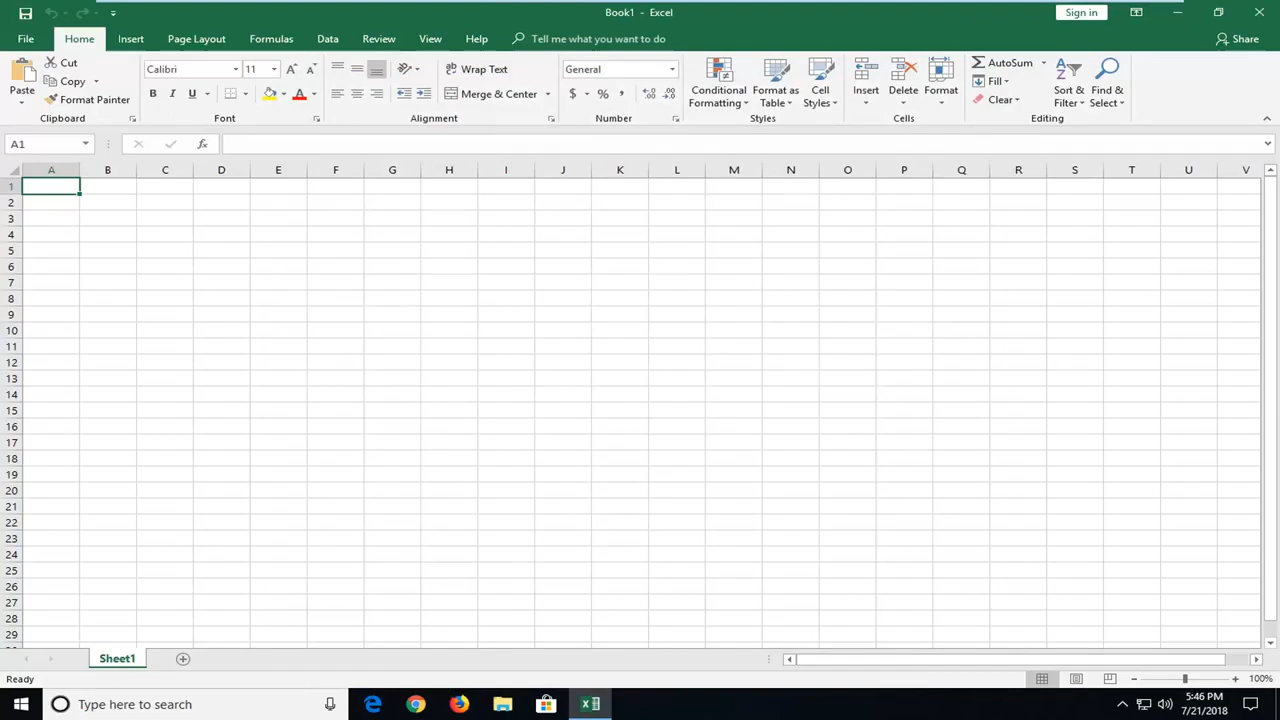 Book1 - Excel
Sign in
File Home Insert Page Layout Formulas Data Review View Help Tell me what you want to do Share
Paste
Cut
Copy
Format Painter
Clipboard
Calibri 11
B I U
Font
Wrap Text
Merge & Center
Alignment
General
$ % ,
Number
Conditional Formatting
Format as Table
Cell Styles
Styles
Insert
Delete
Format
Cells
AutoSum
Fill
Clear
Sort & Filter
Find & Select
Editing
A1
fx
A B C D E F G H I J K L M N O P Q R S T U V
1
2
3
4
5
6
7
8
9
10
11
12
13
14
15
16
17
18
19
20
21
22
23
24
25
26
27
28
29
Sheet1
Ready
100%
Type here to search
5:46 PM
7/21/2018